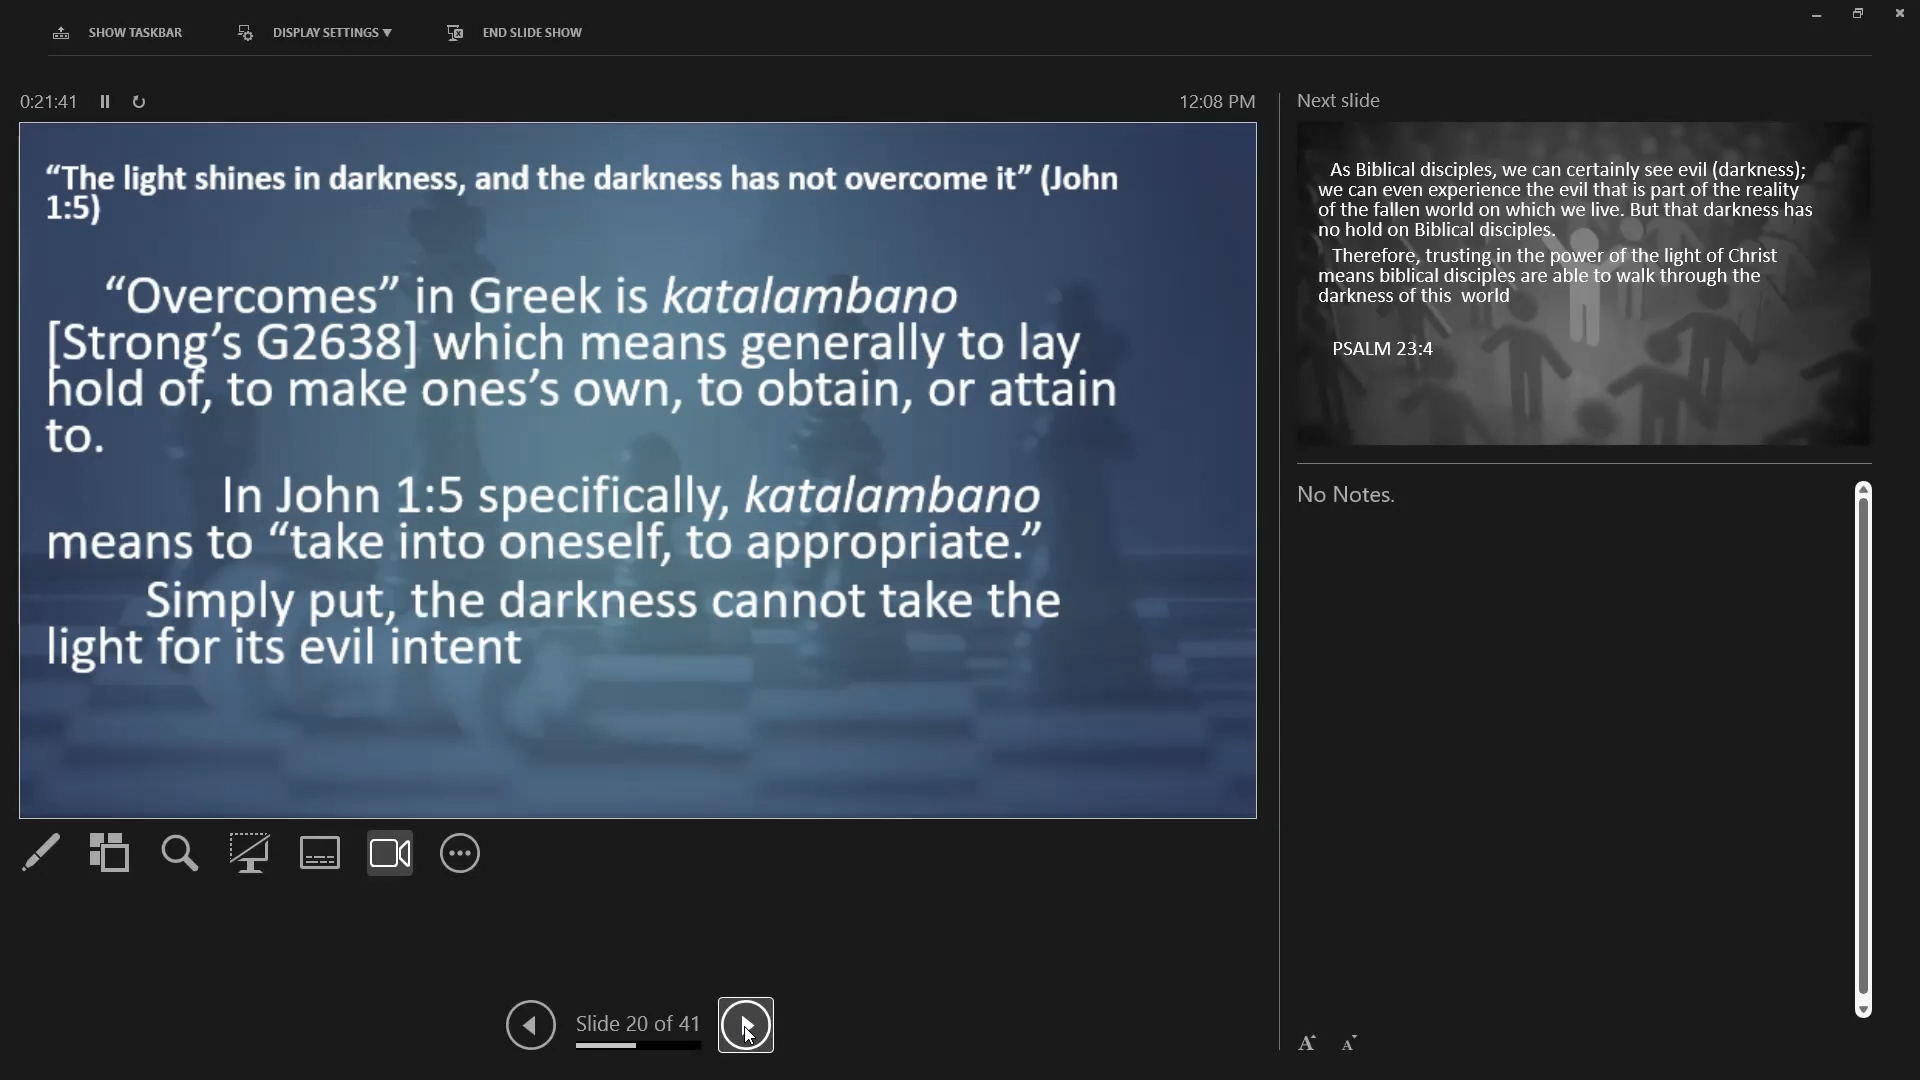 SHOW TASKBAR
DISPLAY SETTINGS ▼
END SLIDE SHOW
0:21:41
12:08 PM
“The light shines in darkness, and the darkness has not overcome it” (John
1:5)
“Overcomes” in Greek is katalambano
[Strong’s G2638] which means generally to lay
hold of, to make ones’s own, to obtain, or attain
to.
In John 1:5 specifically, katalambano
means to “take into oneself, to appropriate.”
Simply put, the darkness cannot take the
light for its evil intent
Slide 20 of 41
Next slide
As Biblical disciples, we can certainly see evil (darkness);
we can even experience the evil that is part of the reality
of the fallen world on which we live. But that darkness has
no hold on Biblical disciples.
Therefore, trusting in the power of the light of Christ
means biblical disciples are able to walk through the
darkness of this world
PSALM 23:4
No Notes.
A A